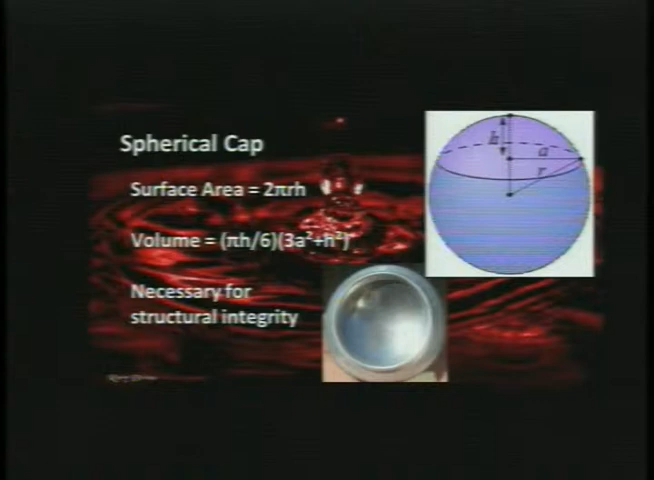 Spherical Cap
Surface Area = 2πrh
Volume = (πh/6)(3a²+h²)
Necessary for
structural integrity
h
a
r